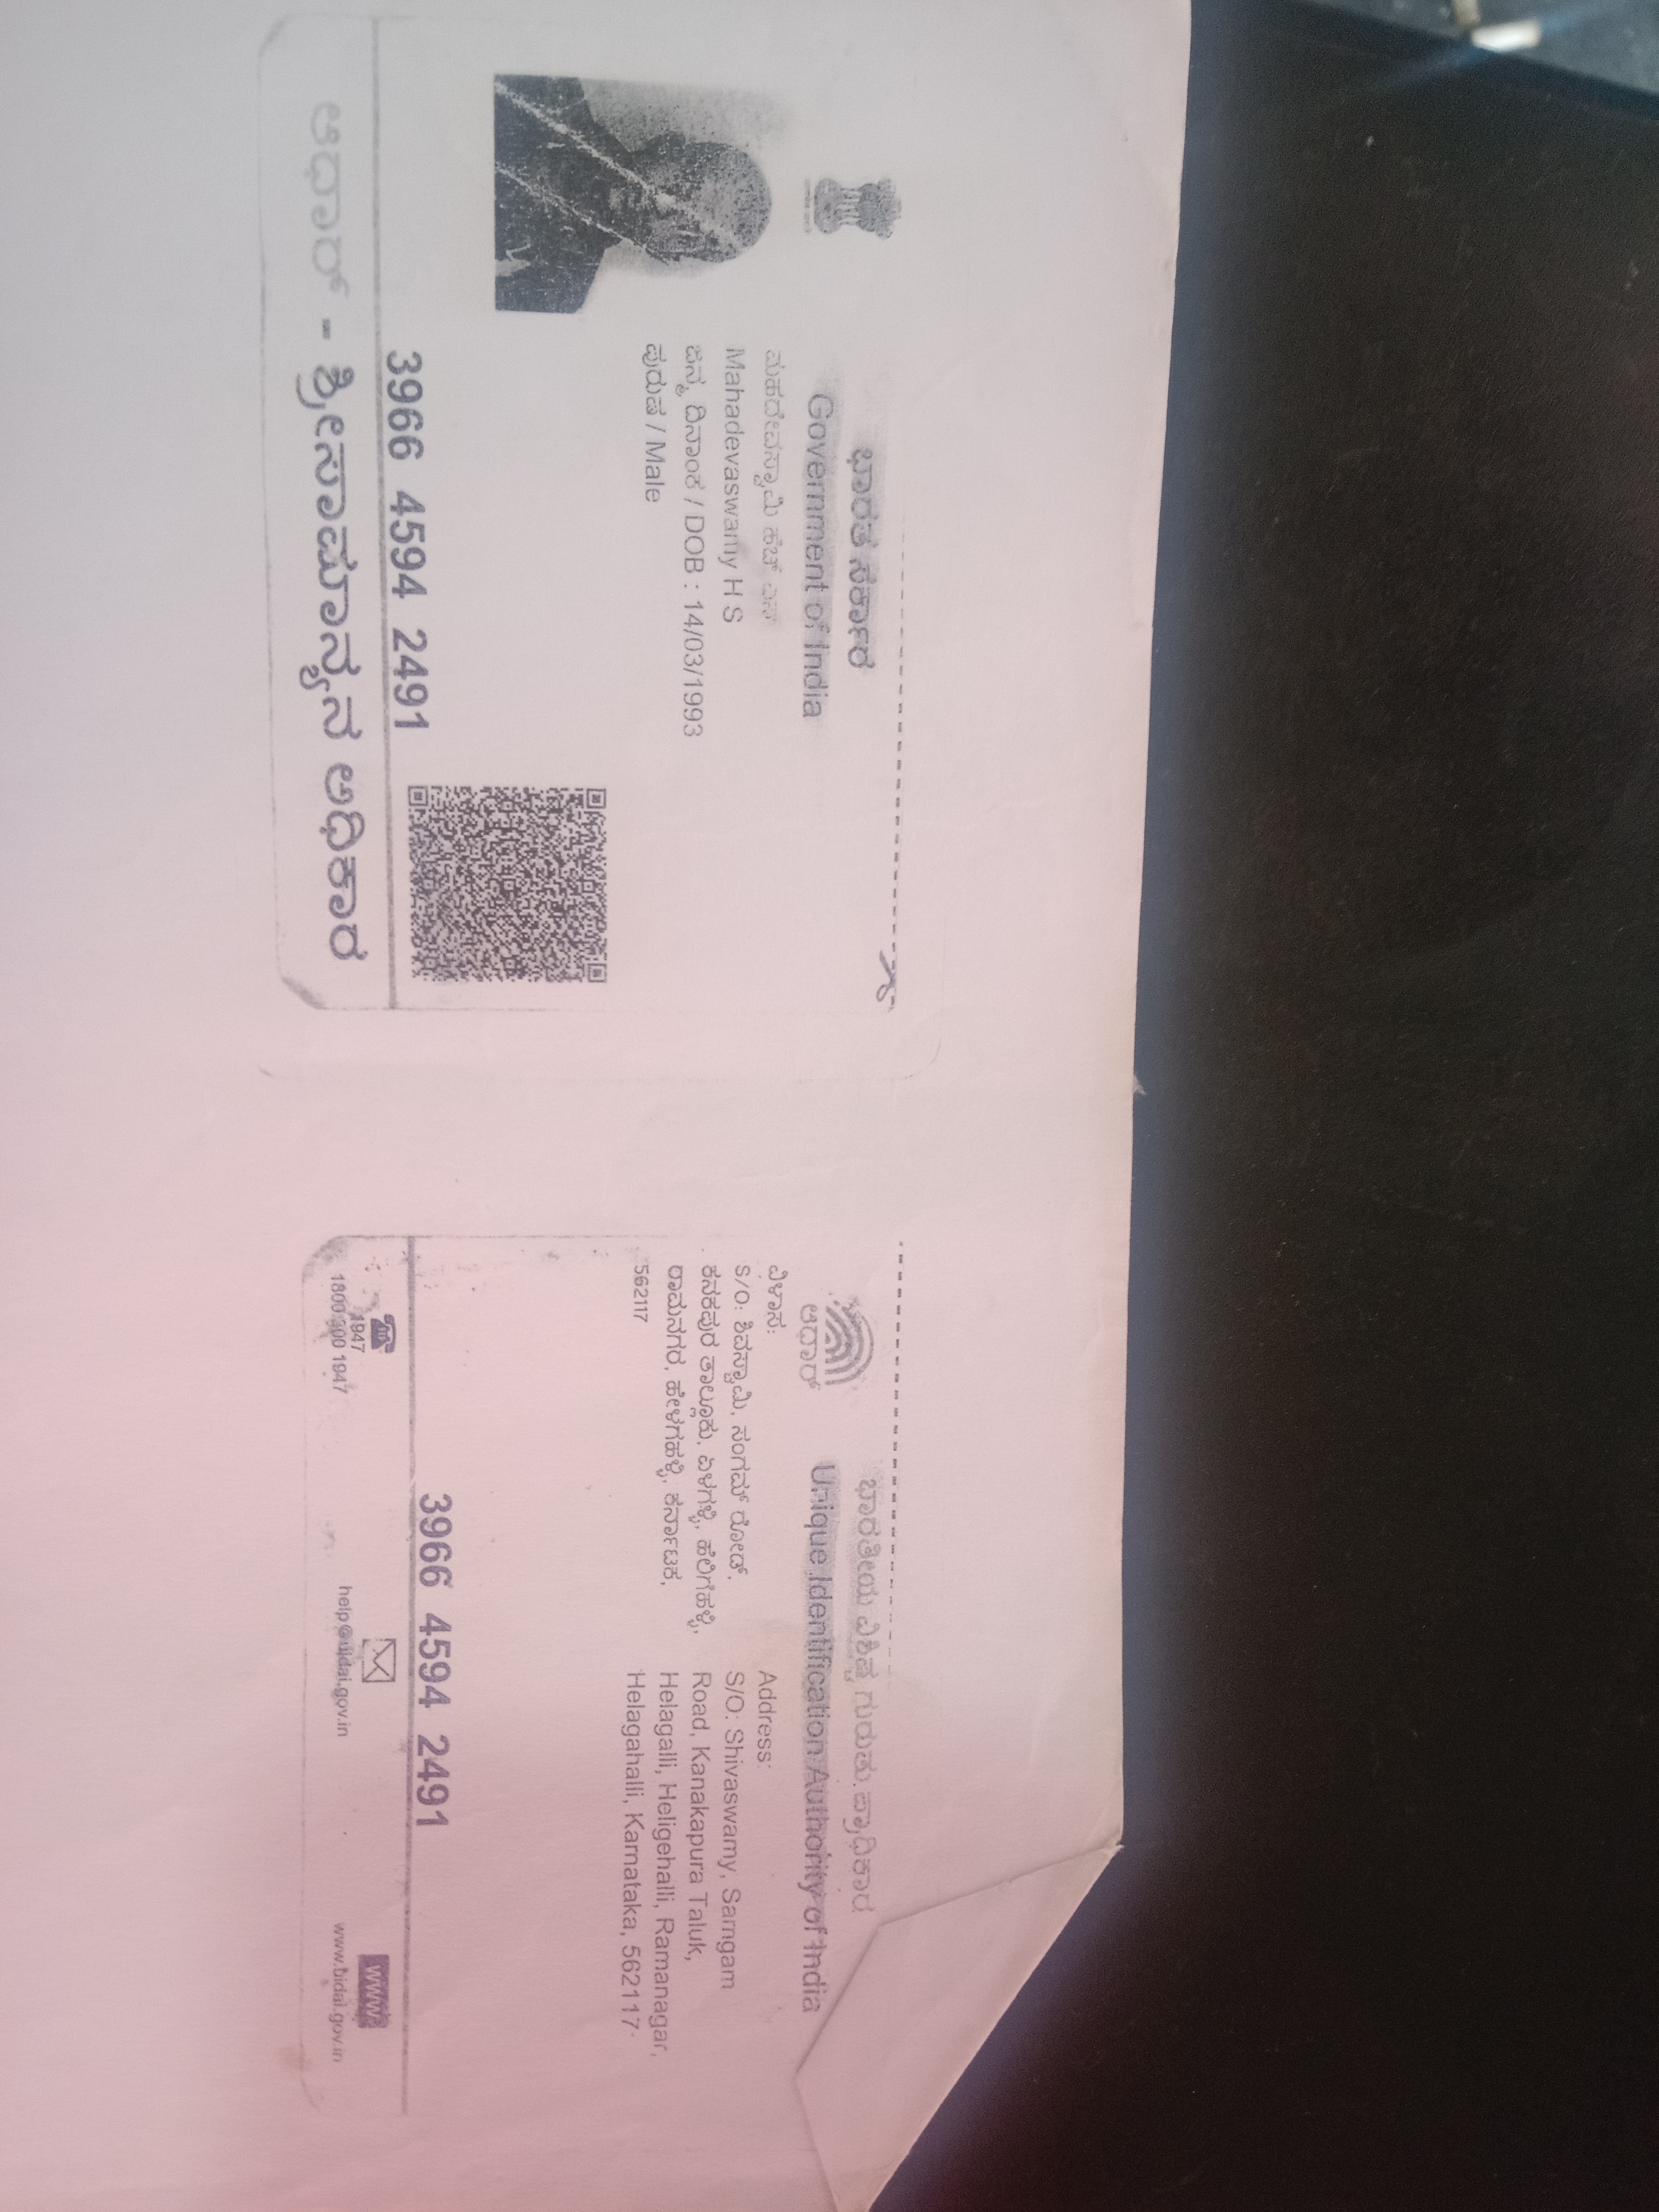 ಭಾರತ ಸರ್ಕಾರ
Government of India
ಮಹದೇವಸ್ವಾಮಿ ಹೆಚ್ ಎಸ್
Mahadevaswamy H S
ಜನ್ಮ ದಿನಾಂಕ / DOB : 14/03/1993
ಪುರುಷ / Male
3966 4594 2491
ಆಧಾರ್ - ಶ್ರೀಸಾಮಾನ್ಯನ ಅಧಿಕಾರ
ಭಾರತೀಯ ವಿಶಿಷ್ಟ ಗುರುತು ಪ್ರಾಧಿಕಾರ
Unique Identification Authority of India
ಆಧಾರ್
ವಿಳಾಸ:
S/O: ಶಿವಸ್ವಾಮಿ, ಸಂಗಮ್ ರೋಡ್,
ಕನಕಪುರ ತಾಲ್ಲೂಕು, ಏಳಗಳ್ಳಿ, ಹೆಲಿಗೆಹಳ್ಳಿ,
ರಾಮನಗರ, ಹೇಳಗಹಳ್ಳಿ, ಕರ್ನಾಟಕ,
562117
Address:
S/O: Shivaswamy, Samgam
Road, Kanakapura Taluk,
Helagalli, Heligehalli, Ramanagar,
Helagahalli, Karnataka, 562117
3966 4594 2491
1947
1800 300 1947
help@uidai.gov.in
www
www.uidai.gov.in